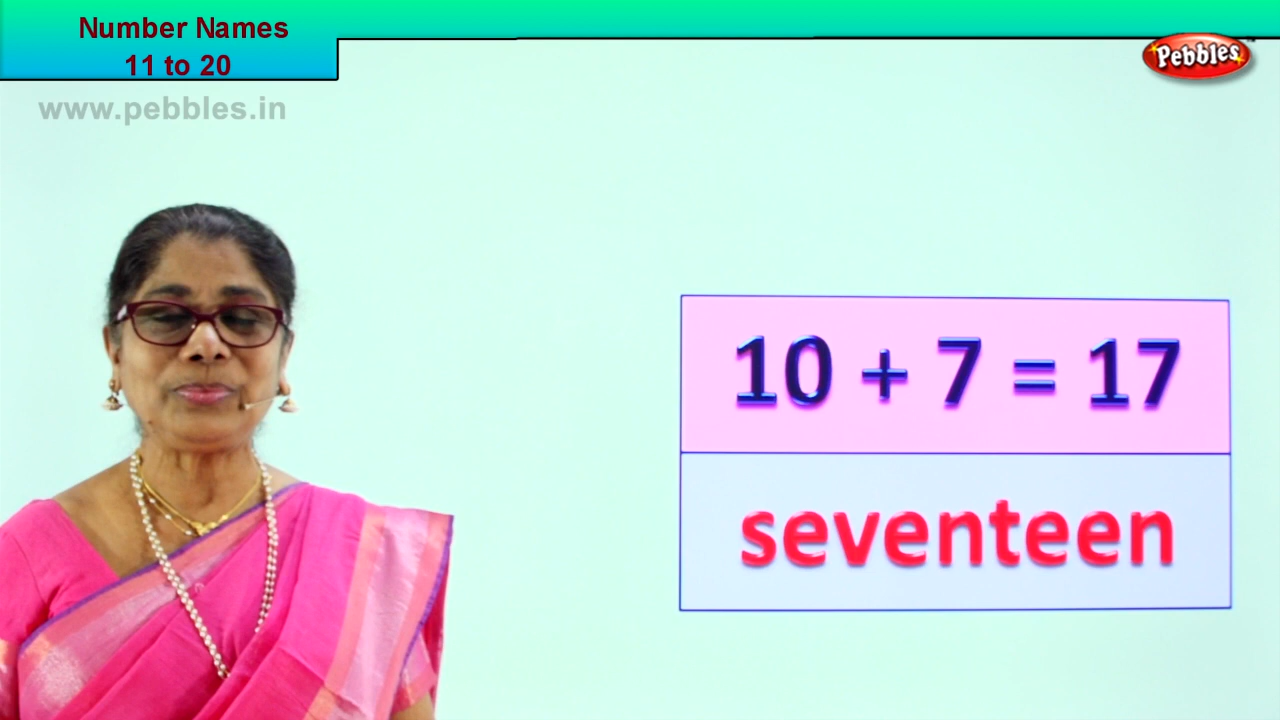 Number Names
11 to 20
Pebbles
www.pebbles.in
10 + 7 = 17
seventeen